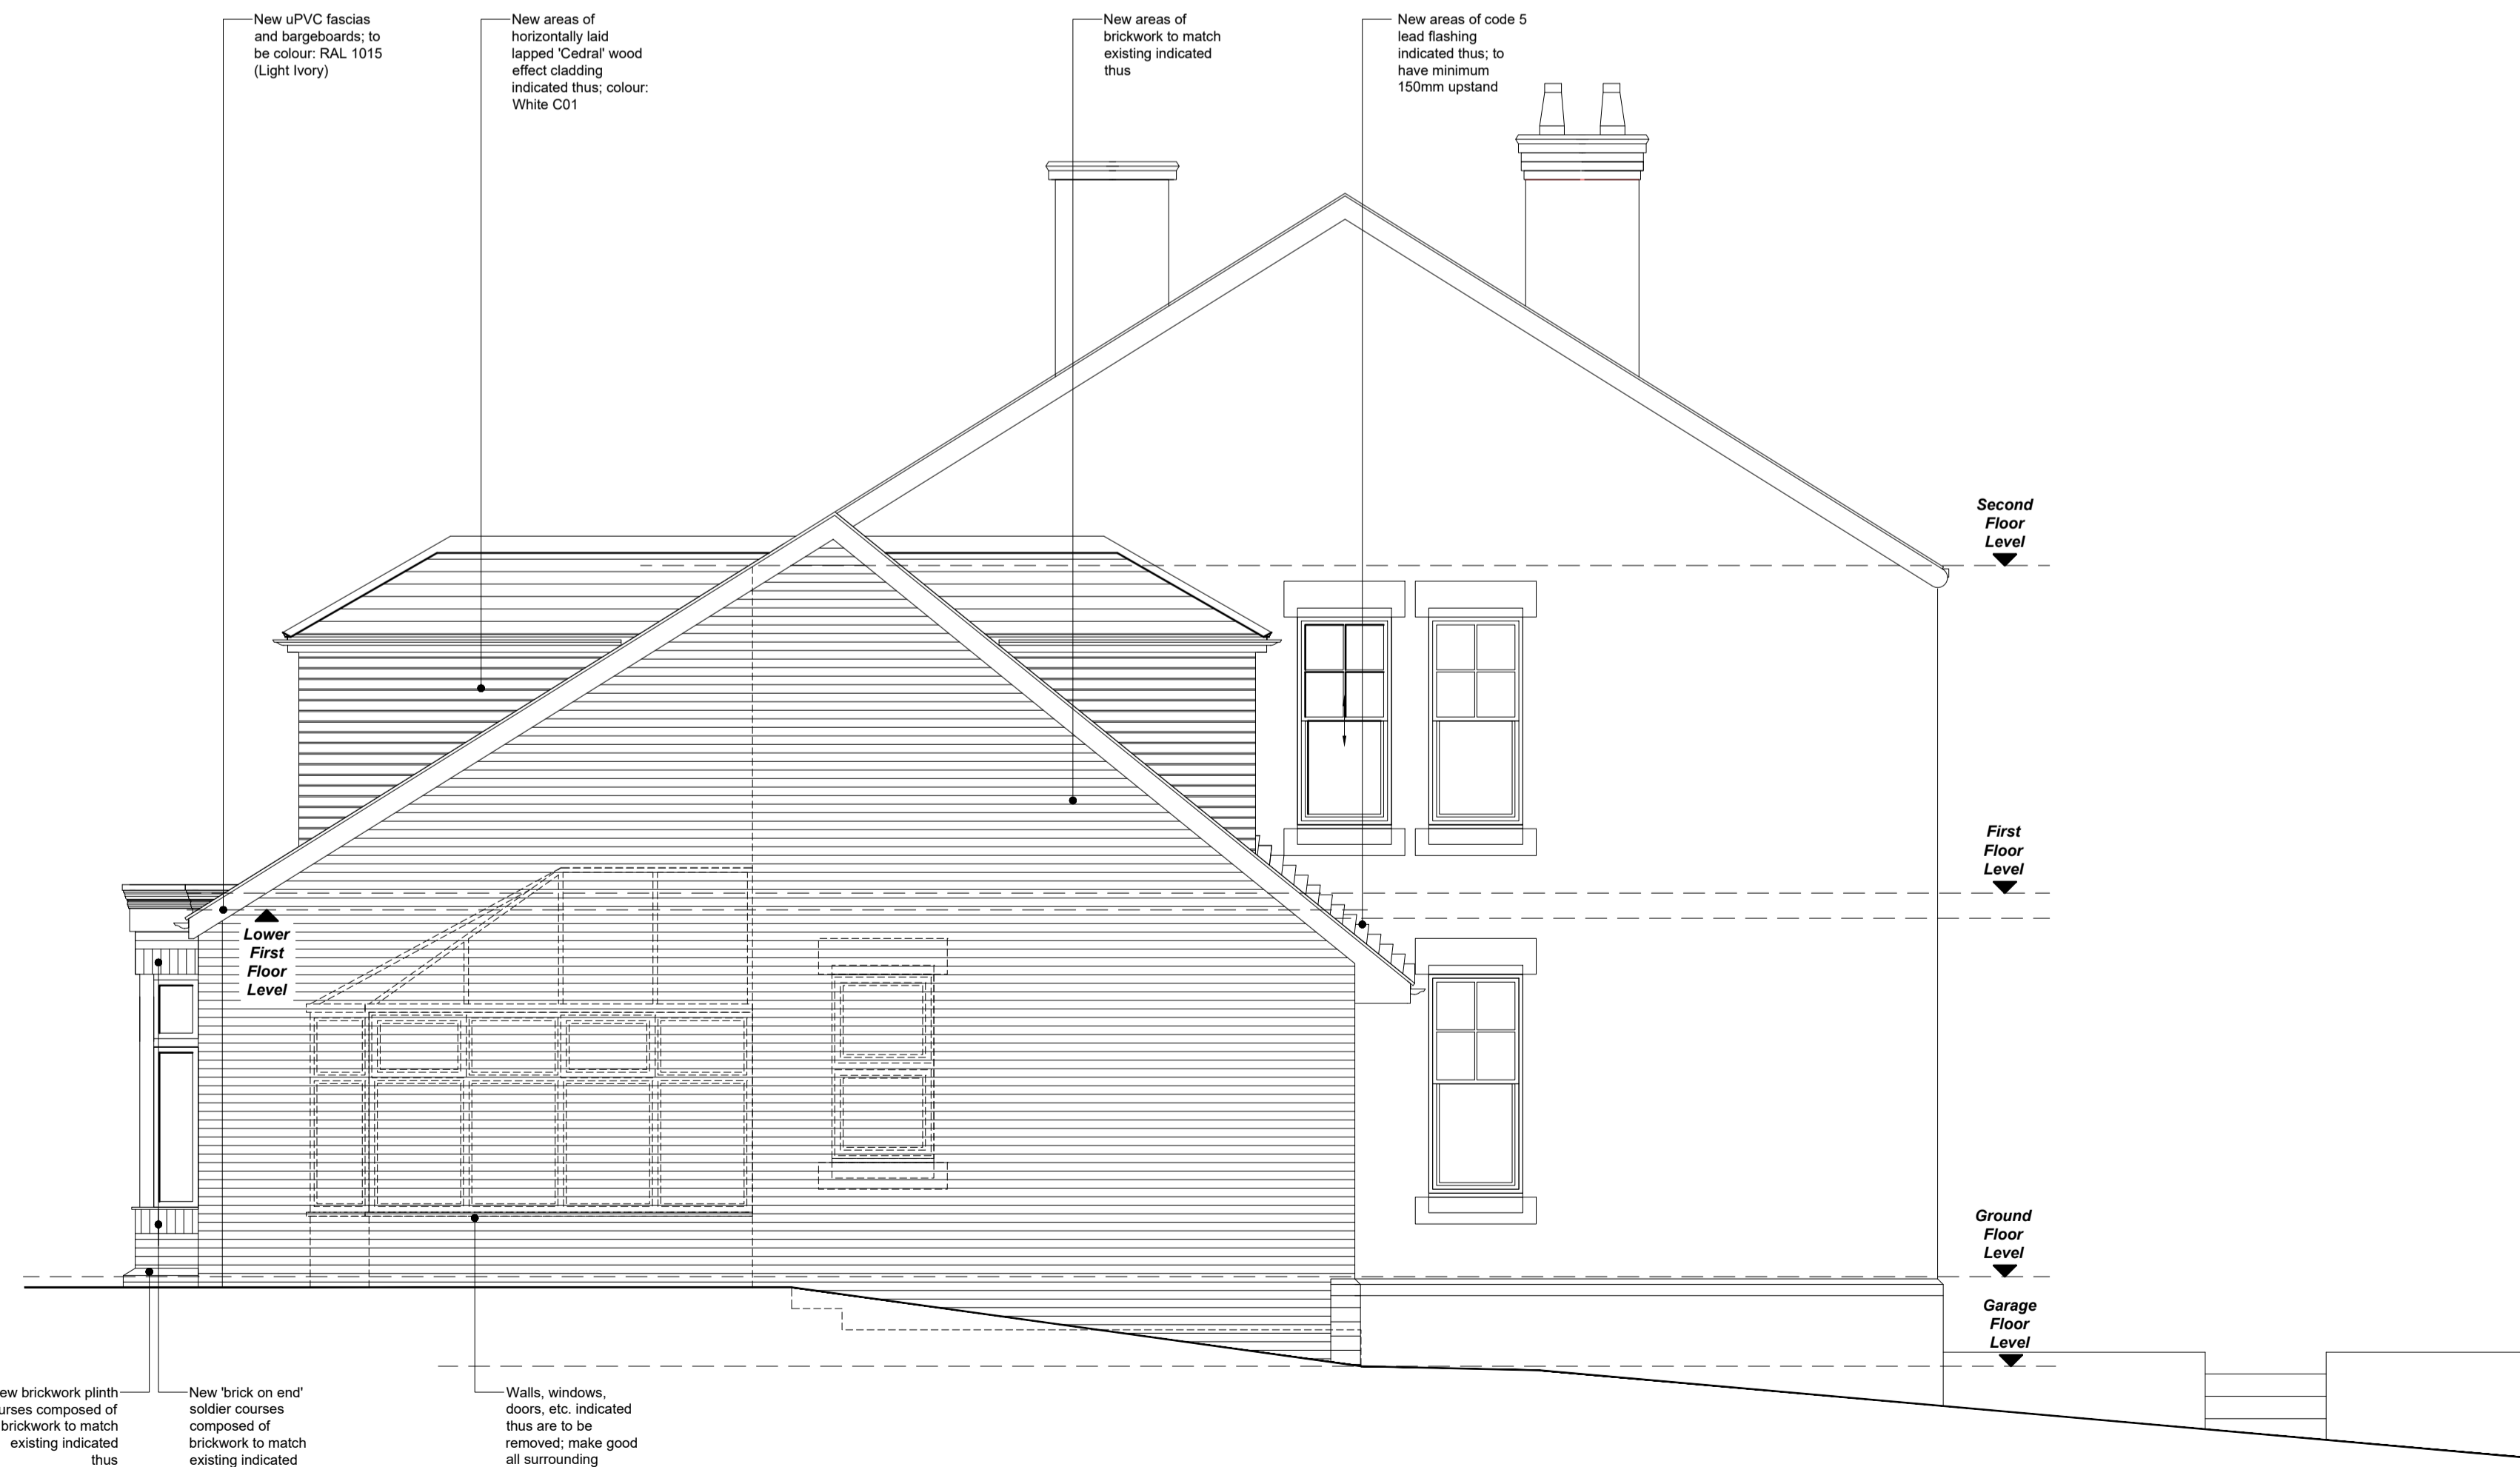 New uPVC fascias
and bargeboards; to
be colour: RAL 1015
(Light Ivory)
New areas of
horizontally laid
lapped 'Cedral' wood
effect cladding
indicated thus; colour:
White C01
New areas of
brickwork to match
existing indicated
thus
New areas of code 5
lead flashing
indicated thus; to
have minimum
150mm upstand
Second
Floor
Level
First
Floor
Level
Lower
First
Floor
Level
Ground
Floor
Level
Garage
Floor
Level
brickwork plinth
composed of
brickwork to match
existing indicated
thus
New 'brick on end'
soldier courses
composed of
brickwork to match
existing indicated
Walls, windows,
doors, etc. indicated
thus are to be
removed; make good
all surrounding